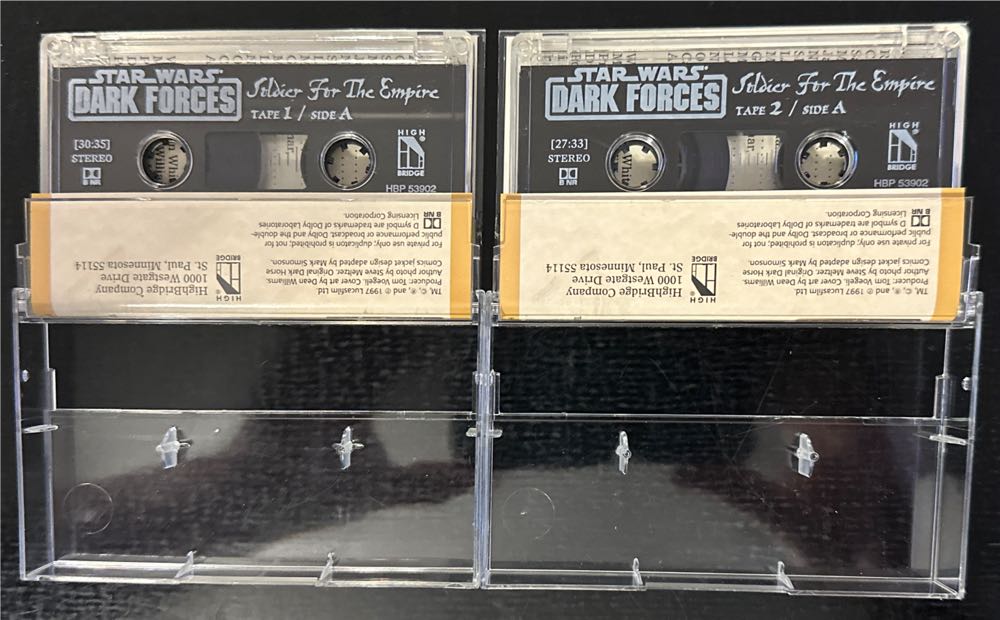 STAR WARS
DARK FORCES
Soldier For The Empire
TAPE 1 / SIDE A
[30:35]
STEREO
B NR
HIGH
BRIDGE
HBP 53902
TM, ©, ®, and ℗ 1997 Lucasfilm Ltd.
Producer: Tom Voegeli. Cover art by Dean Williams.
Author photo by Steve Meltzer. Original Dark Horse
Comics jacket design adapted by Mark Simonson.
For private use only; duplication is prohibited; not for
public performance or broadcast. Dolby and the double-
D symbol are trademarks of Dolby Laboratories
Licensing Corporation.
B NR
HIGH
BRIDGE
HighBridge Company
1000 Westgate Drive
St. Paul, Minnesota 55114
STAR WARS
DARK FORCES
Soldier For The Empire
TAPE 2 / SIDE A
[27:33]
STEREO
B NR
HIGH
BRIDGE
HBP 53902
TM, ©, ®, and ℗ 1997 Lucasfilm Ltd.
Producer: Tom Voegeli. Cover art by Dean Williams.
Author photo by Steve Meltzer. Original Dark Horse
Comics jacket design adapted by Mark Simonson.
For private use only; duplication is prohibited; not for
public performance or broadcast. Dolby and the double-
D symbol are trademarks of Dolby Laboratories
Licensing Corporation.
B NR
HIGH
BRIDGE
HighBridge Company
1000 Westgate Drive
St. Paul, Minnesota 55114